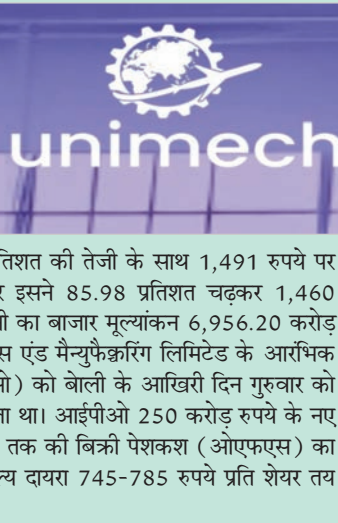 unimech
तिशत की तेजी के साथ 1,491 रुपये पर
र इसने 85.98 प्रतिशत चढ़कर 1,460
नी का बाजार मूल्यांकन 6,956.20 करोड़
स एंड मैन्युफैक्चरिंग लिमिटेड के आरंभिक
ओ) को बेाली के आखिरी दिन गुरुवार को
ला था। आईपीओ 250 करोड़ रुपये के नए
तक की बिक्री पेशकश (ओएफएस) का
ल्य दायरा 745-785 रुपये प्रति शेयर तय